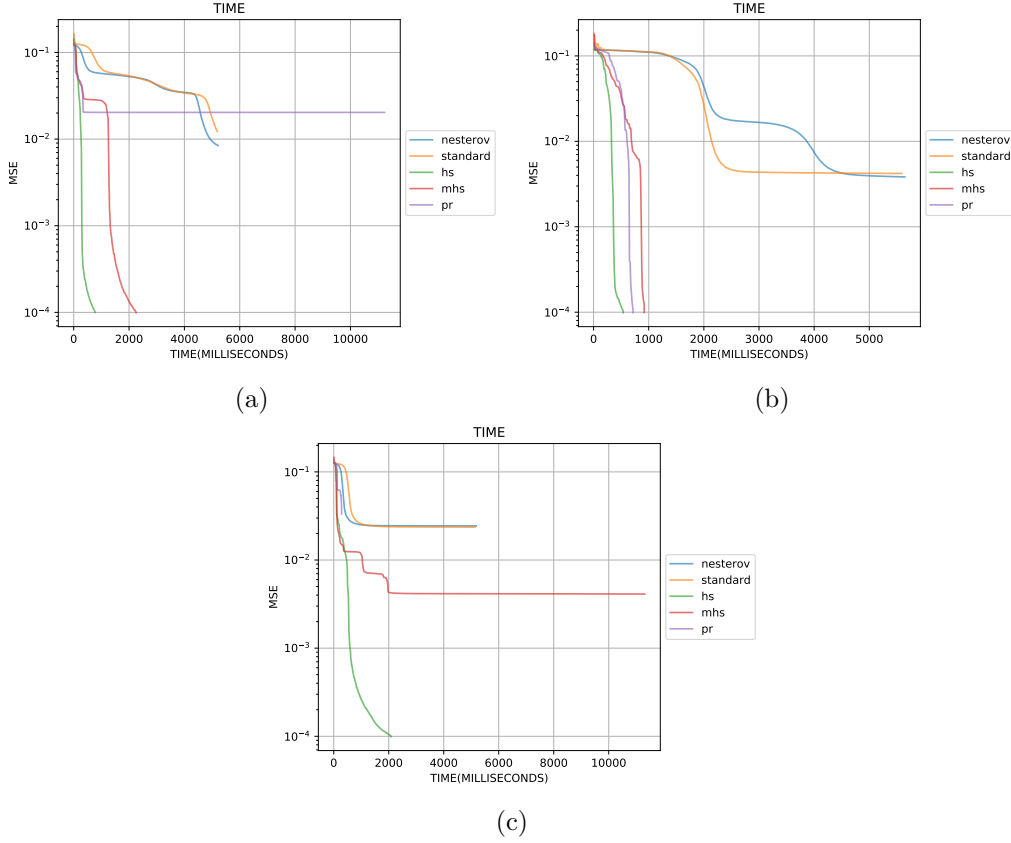 TIME
10⁻¹
10⁻²
10⁻³
10⁻⁴
MSE
0 2000 4000 6000 8000 10000
TIME(MILLISECONDS)
nesterov
standard
hs
mhs
pr
(a)
TIME
10⁻¹
10⁻²
10⁻³
10⁻⁴
MSE
0 1000 2000 3000 4000 5000
TIME(MILLISECONDS)
nesterov
standard
hs
mhs
pr
(b)
TIME
10⁻¹
10⁻²
10⁻³
10⁻⁴
MSE
0 2000 4000 6000 8000 10000
TIME(MILLISECONDS)
nesterov
standard
hs
mhs
pr
(c)